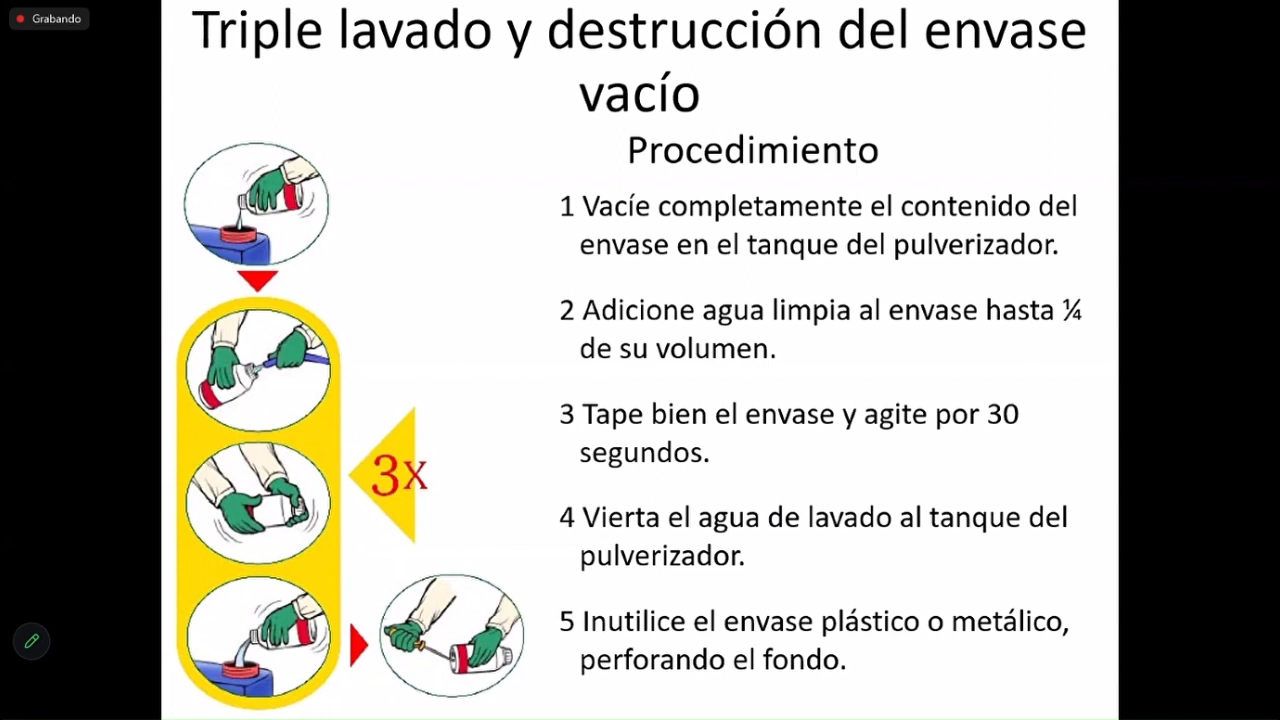 Grabando
Triple lavado y destrucción del envase
vacío
Procedimiento
1 Vacíe completamente el contenido del
envase en el tanque del pulverizador.
2 Adicione agua limpia al envase hasta ¼
de su volumen.
3 Tape bien el envase y agite por 30
segundos.
4 Vierta el agua de lavado al tanque del
pulverizador.
5 Inutilice el envase plástico o metálico,
perforando el fondo.
3x